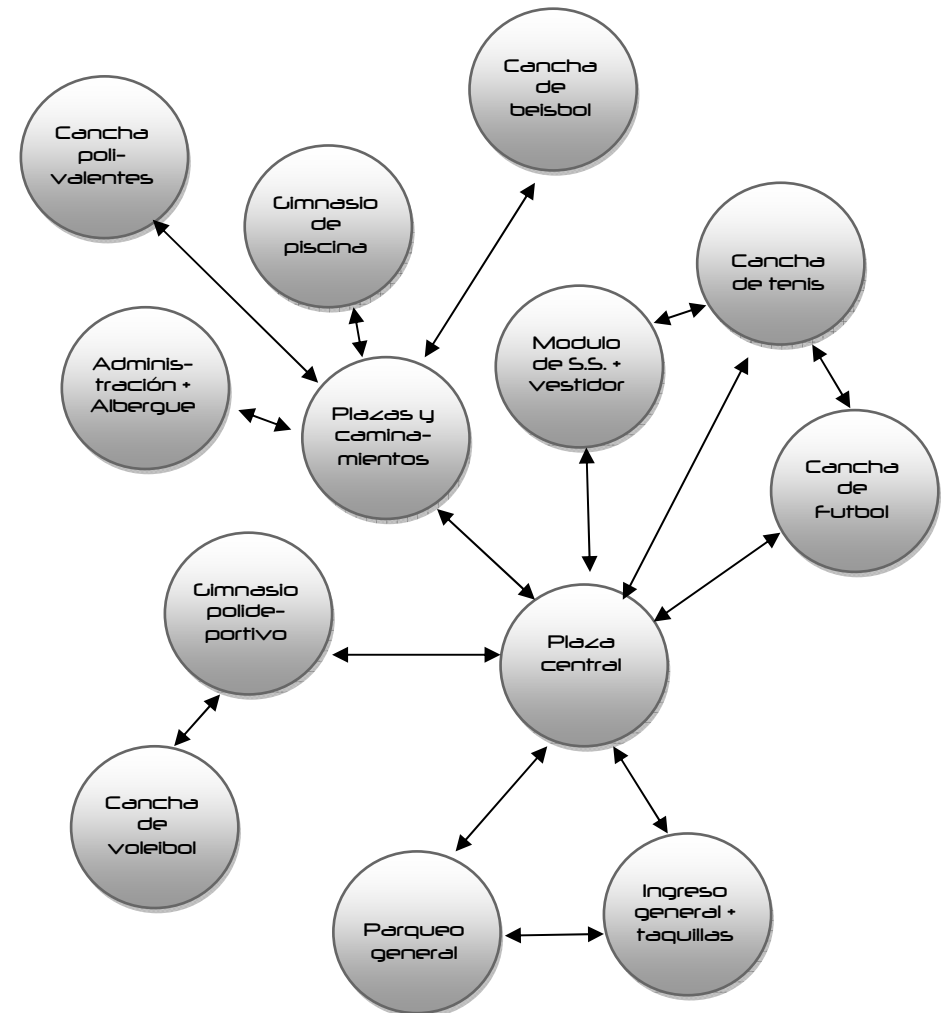 Cancha
de
beisbol
Cancha
poli-
valentes
Gimnasio
de
piscina
Cancha
de tenis
Modulo
de S.S. +
vestidor
Adminis-
tración +
Albergue
Plazas y
camina-
mientos
Cancha
de
Futbol
Gimnasio
polide-
portivo
Plaza
central
Cancha
de
voleibol
Ingreso
general +
taquillas
Parqueo
general